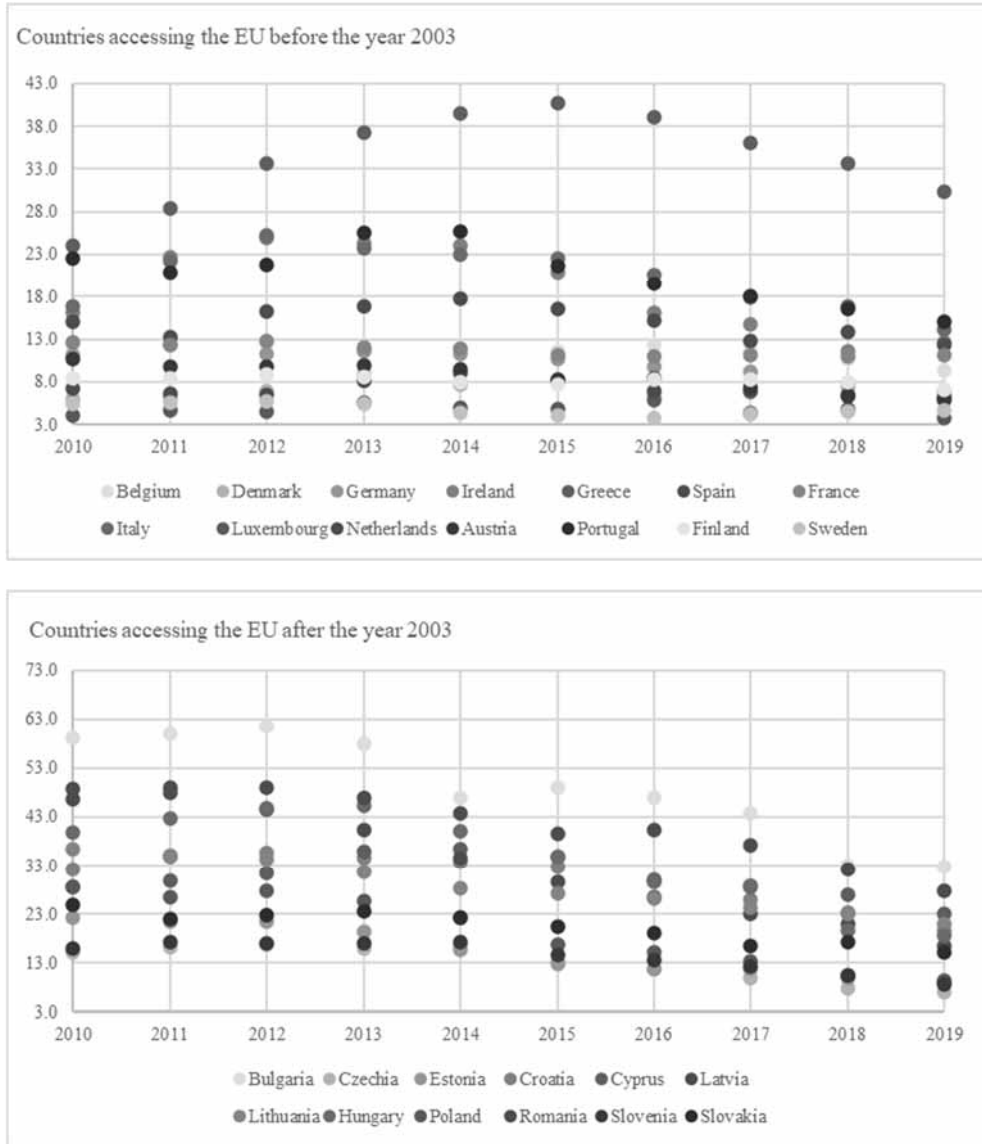 Countries accessing the EU before the year 2003
43.0
38.0
33.0
28.0
23.0
18.0
13.0
8.0
3.0
2010 2011 2012 2013 2014 2015 2016 2017 2018 2019
Belgium Denmark Germany Ireland Greece Spain France
Italy Luxembourg Netherlands Austria Portugal Finland Sweden
Countries accessing the EU after the year 2003
73.0
63.0
53.0
43.0
33.0
23.0
13.0
3.0
2010 2011 2012 2013 2014 2015 2016 2017 2018 2019
Bulgaria Czechia Estonia Croatia Cyprus Latvia
Lithuania Hungary Poland Romania Slovenia Slovakia